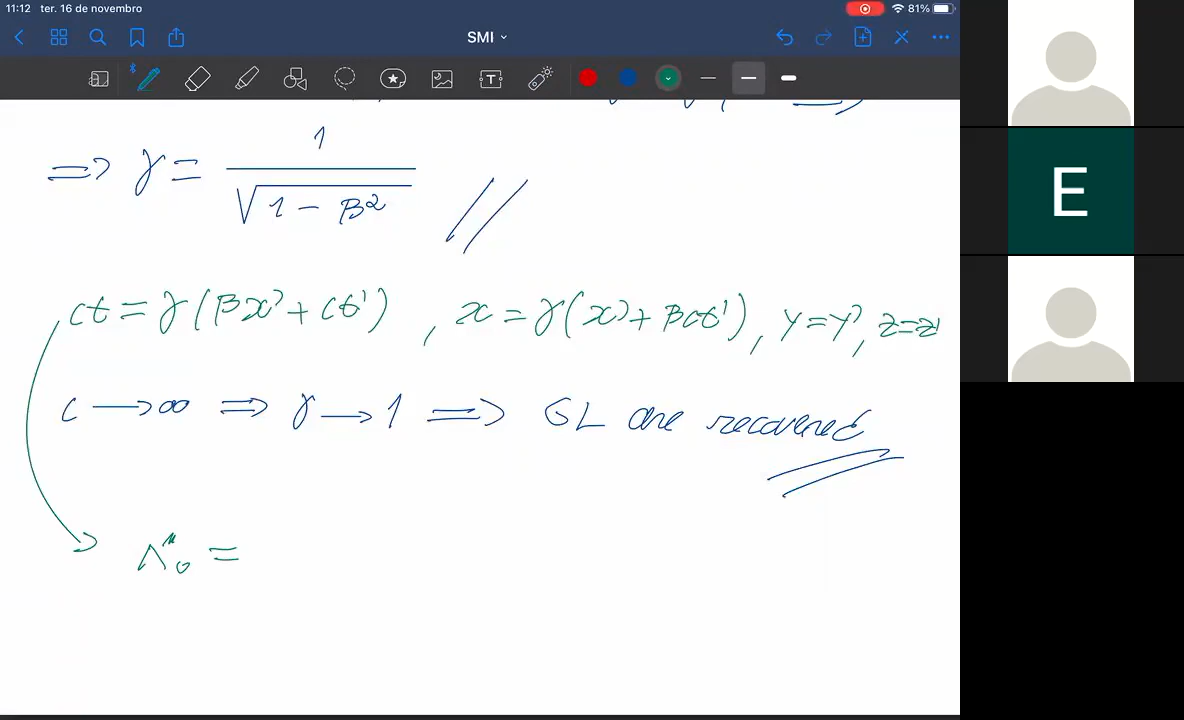 11:12 ter. 16 de novembro 81%
SMI
⟹ γ = 1 / √(1 − β²) //
ct = γ(βx' + ct') , x = γ(x' + βct'), y = y', z = z'
c ⟶ ∞ ⟹ γ ⟶ 1 ⟹ GL are recovered
E
Λ^μ_ν =